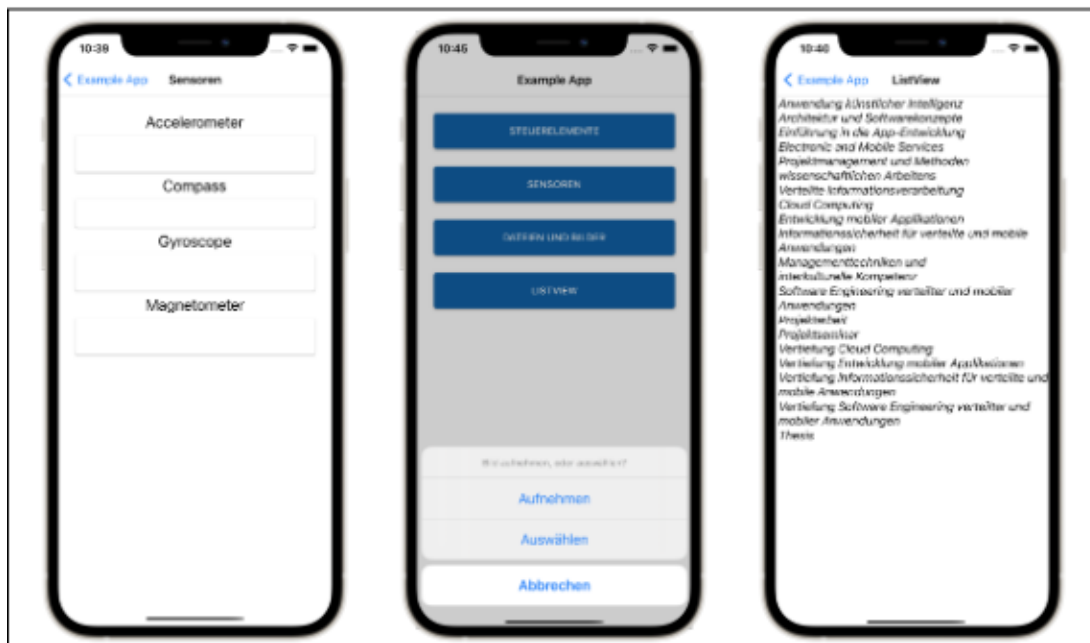 10:39
Example App Sensoren
Accelerometer
Compass
Gyroscope
Magnetometer
10:45
Example App
STEUERELEMENTE
SENSOREN
DATEIEN UND BILDER
LISTVIEW
Bild aufnehmen, oder auswählen?
Aufnehmen
Auswählen
Abbrechen
10:40
Example App ListView
Anwendung künstlicher Intelligenz
Architektur und Softwarekonzepte
Einführung in die App-Entwicklung
Electronic and Mobile Services
Projektmanagement und Methoden
wissenschaftlichen Arbeitens
Verteilte Informationsverarbeitung
Cloud Computing
Entwicklung mobiler Applikationen
Informationssicherheit für verteilte und mobile
Anwendungen
Managementtechniken und
interkulturelle Kompetenz
Software Engineering verteilter und mobiler
Anwendungen
Projektarbeit
Projektseminar
Vertiefung Cloud Computing
Vertiefung Entwicklung mobiler Applikationen
Vertiefung Informationssicherheit für verteilte und
mobile Anwendungen
Vertiefung Software Engineering verteilter und
mobiler Anwendungen
Thesis